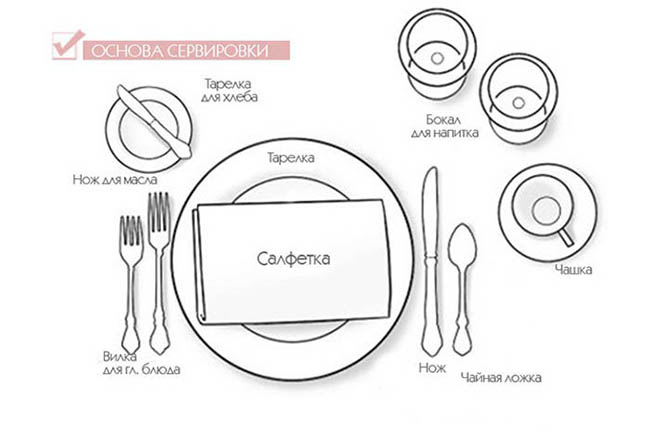 ОСНОВА СЕРВИРОВКИ
Тарелка
для хлеба
Бокал
для напитка
Тарелка
Нож для масла
Салфетка
Чашка
Вилка
для гл. блюда
Нож
Чайная ложка